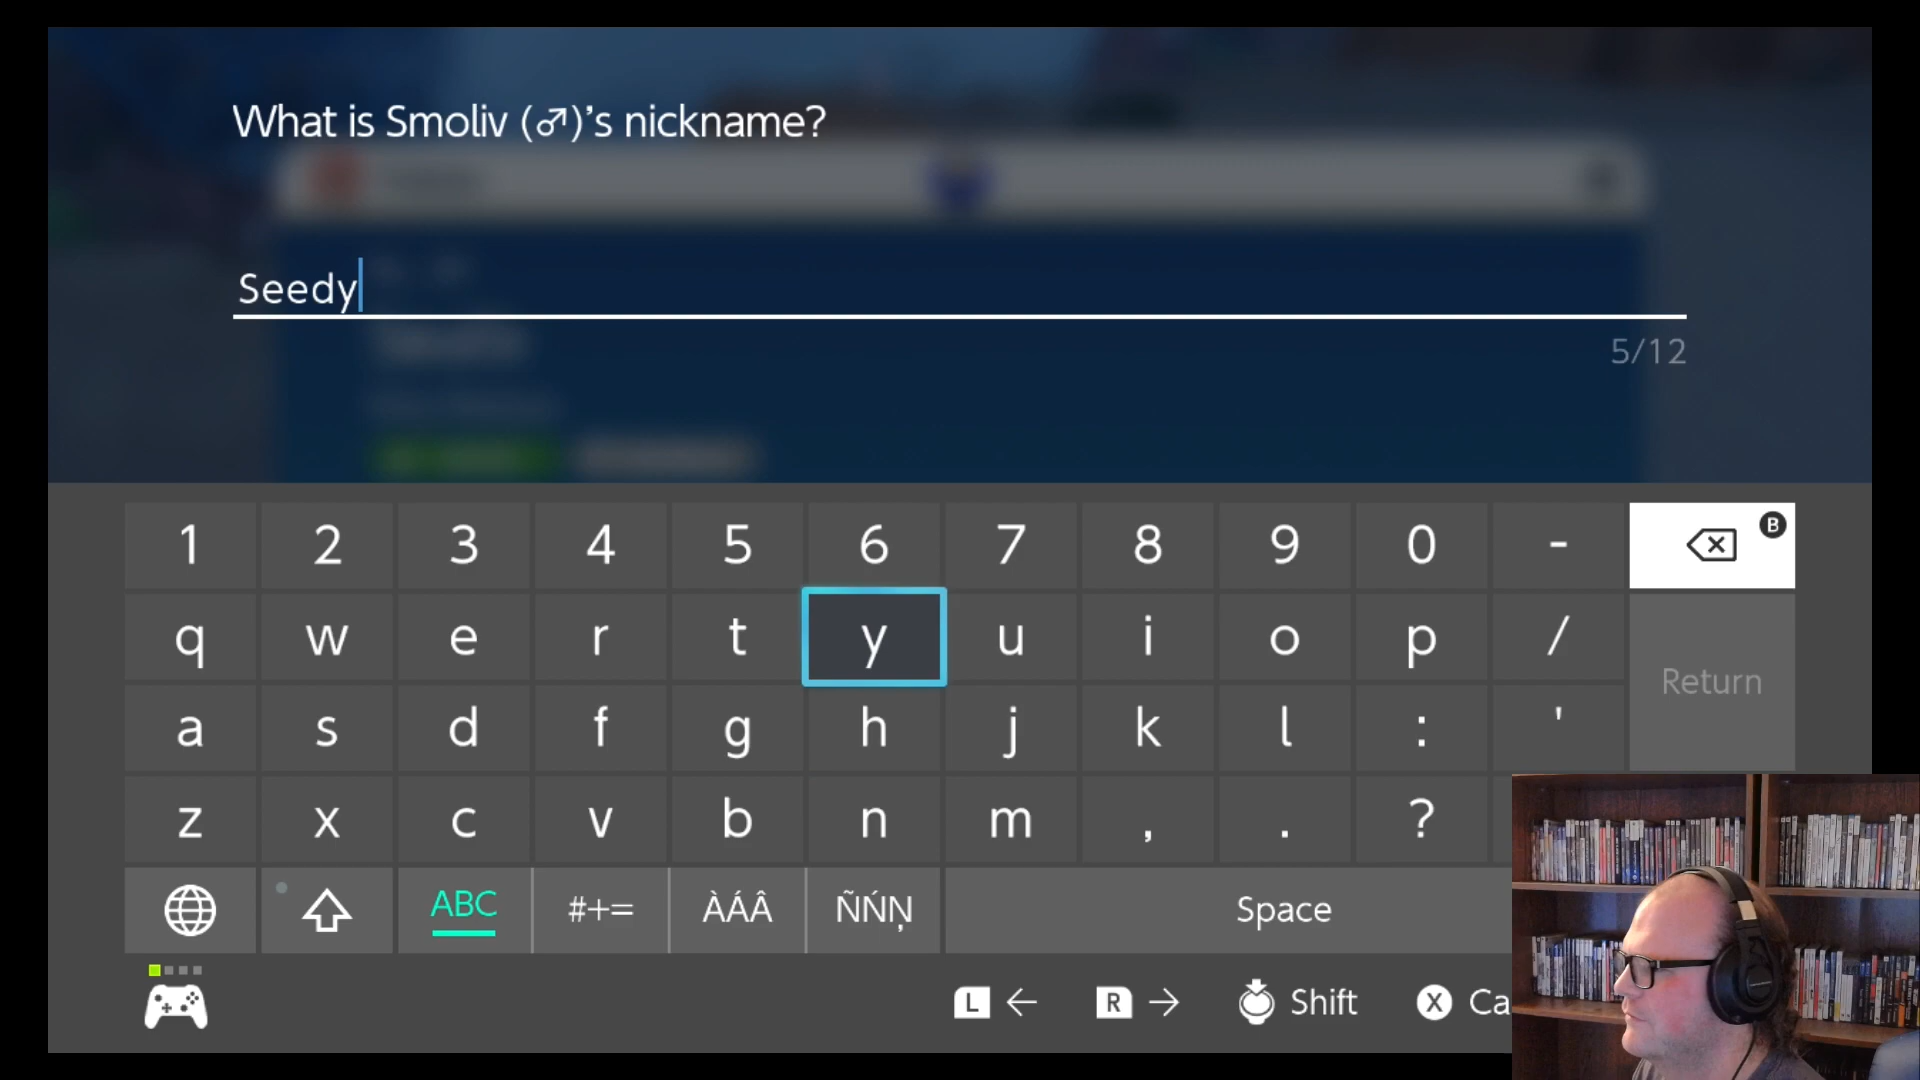 What is Smoliv (♂)'s nickname?
Seedy
5/12
1 2 3 4 5 6 7 8 9 0 - B
q w e r t y u i o p / Return
a s d f g h j k l : '
z x c v b n m , . ?
ABC #+= ÀÁÂ ÑŃŅ Space
L ← R → Shift X Ca